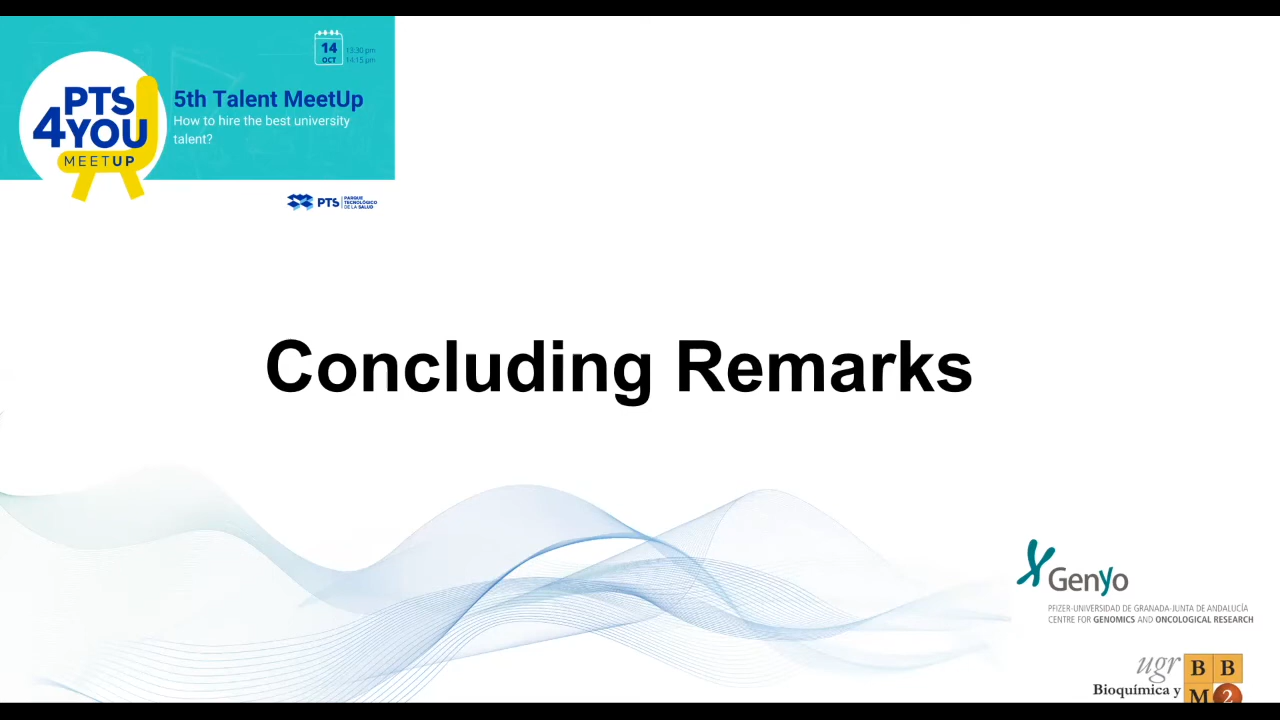 14
OCT
13:30 pm
14:15 pm
PTS
4YOU
MEETUP
5th Talent MeetUp
How to hire the best university
talent?
PTS
PARQUE
TECNOLÓGICO
DE LA SALUD
Concluding Remarks
Genyo
PFIZER-UNIVERSIDAD DE GRANADA-JUNTA DE ANDALUCÍA
CENTRE FOR GENOMICS AND ONCOLOGICAL RESEARCH
ugr
Bioquímica y
B B
M 2